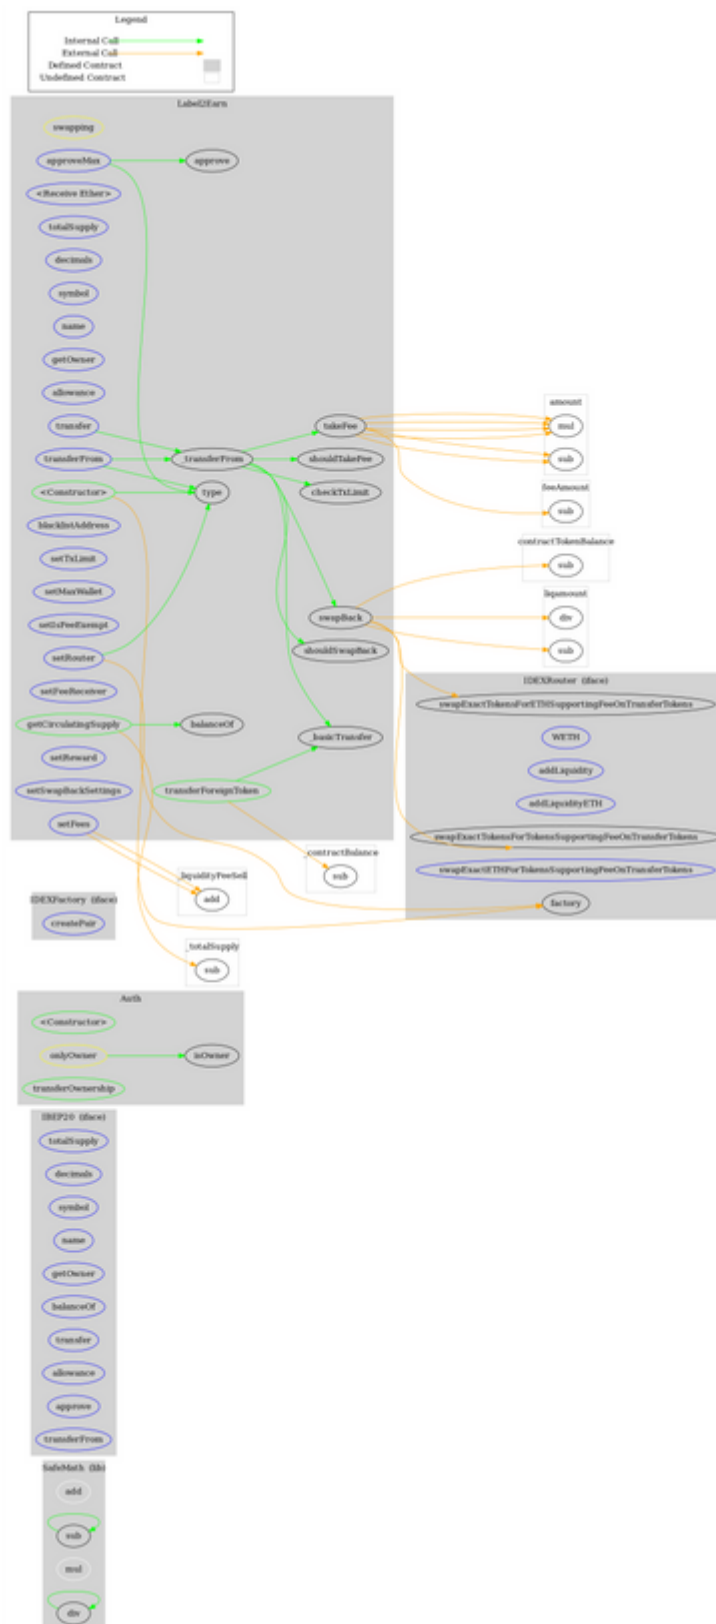 Legend
Internal Call
External Call
Defined Contract
Undefined Contract
Label2Earn
swapping
approveMax
approve
<Receive Ether>
totalSupply
decimals
symbol
name
getOwner
allowance
transfer
transferFrom
_transferFrom
<Constructor>
type
blacklistAddress
setTxLimit
setMaxWallet
setIsFeeExempt
setRouter
setFeeReceiver
getCirculatingSupply
balanceOf
setReward
setSwapBackSettings
transferForeignToken
setFees
takeFee
shouldTakeFee
checkTxLimit
swapBack
shouldSwapBack
_basicTransfer
amount
mul
sub
feeAmount
sub
contractTokenBalance
sub
liqamount
div
sub
IDEXRouter (iface)
swapExactTokensForETHSupportingFeeOnTransferTokens
WETH
addLiquidity
addLiquidityETH
swapExactTokensForTokensSupportingFeeOnTransferTokens
swapExactETHForTokensSupportingFeeOnTransferTokens
factory
_contractBalance
sub
_liquidityFeeSell
add
IDEXFactory (iface)
createPair
_totalSupply
sub
Auth
<Constructor>
onlyOwner
isOwner
transferOwnership
IBEP20 (iface)
totalSupply
decimals
symbol
name
getOwner
balanceOf
transfer
allowance
approve
transferFrom
SafeMath (lib)
add
sub
mul
div